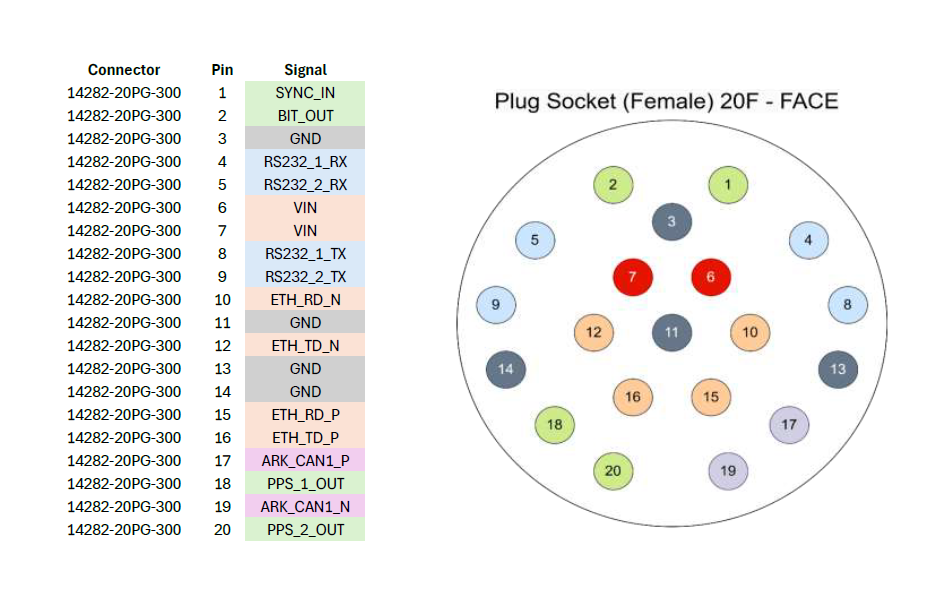 Connector Pin Signal
14282-20PG-300 1 SYNC_IN
14282-20PG-300 2 BIT_OUT
14282-20PG-300 3 GND
14282-20PG-300 4 RS232_1_RX
14282-20PG-300 5 RS232_2_RX
14282-20PG-300 6 VIN
14282-20PG-300 7 VIN
14282-20PG-300 8 RS232_1_TX
14282-20PG-300 9 RS232_2_TX
14282-20PG-300 10 ETH_RD_N
14282-20PG-300 11 GND
14282-20PG-300 12 ETH_TD_N
14282-20PG-300 13 GND
14282-20PG-300 14 GND
14282-20PG-300 15 ETH_RD_P
14282-20PG-300 16 ETH_TD_P
14282-20PG-300 17 ARK_CAN1_P
14282-20PG-300 18 PPS_1_OUT
14282-20PG-300 19 ARK_CAN1_N
14282-20PG-300 20 PPS_2_OUT
Plug Socket (Female) 20F - FACE
2 1
3
5 4
7 6
9 8
12 11 10
14 13
16 15
18 17
20 19